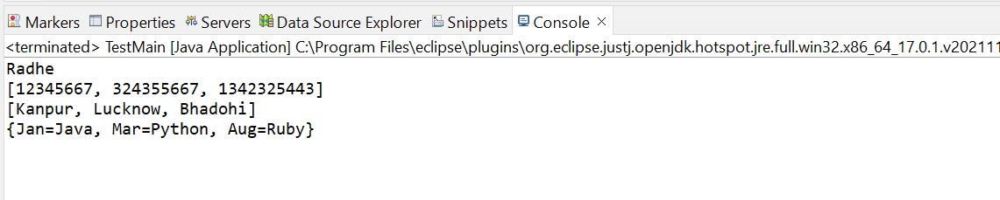 Markers Properties Servers Data Source Explorer Snippets Console
<terminated> TestMain [Java Application] C:\Program Files\eclipse\plugins\org.eclipse.justj.openjdk.hotspot.jre.full.win32.x86_64_17.0.1.v202111
Radhe
[12345667, 324355667, 1342325443]
[Kanpur, Lucknow, Bhadohi]
{Jan=Java, Mar=Python, Aug=Ruby}